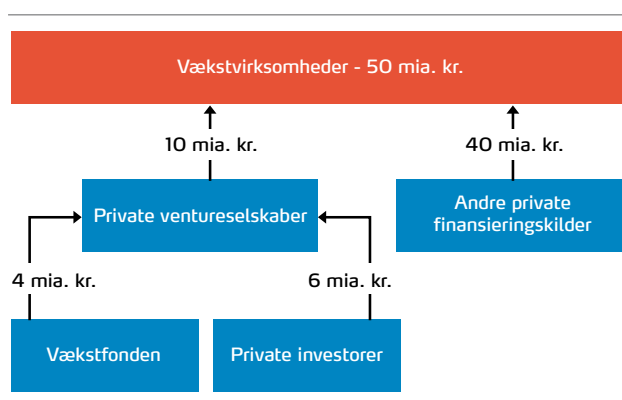 Vækstvirksomheder - 50 mia. kr.
10 mia. kr.
40 mia. kr.
Private ventureselskaber
Andre private
finansieringskilder
4 mia. kr.
6 mia. kr.
Vækstfonden
Private investorer